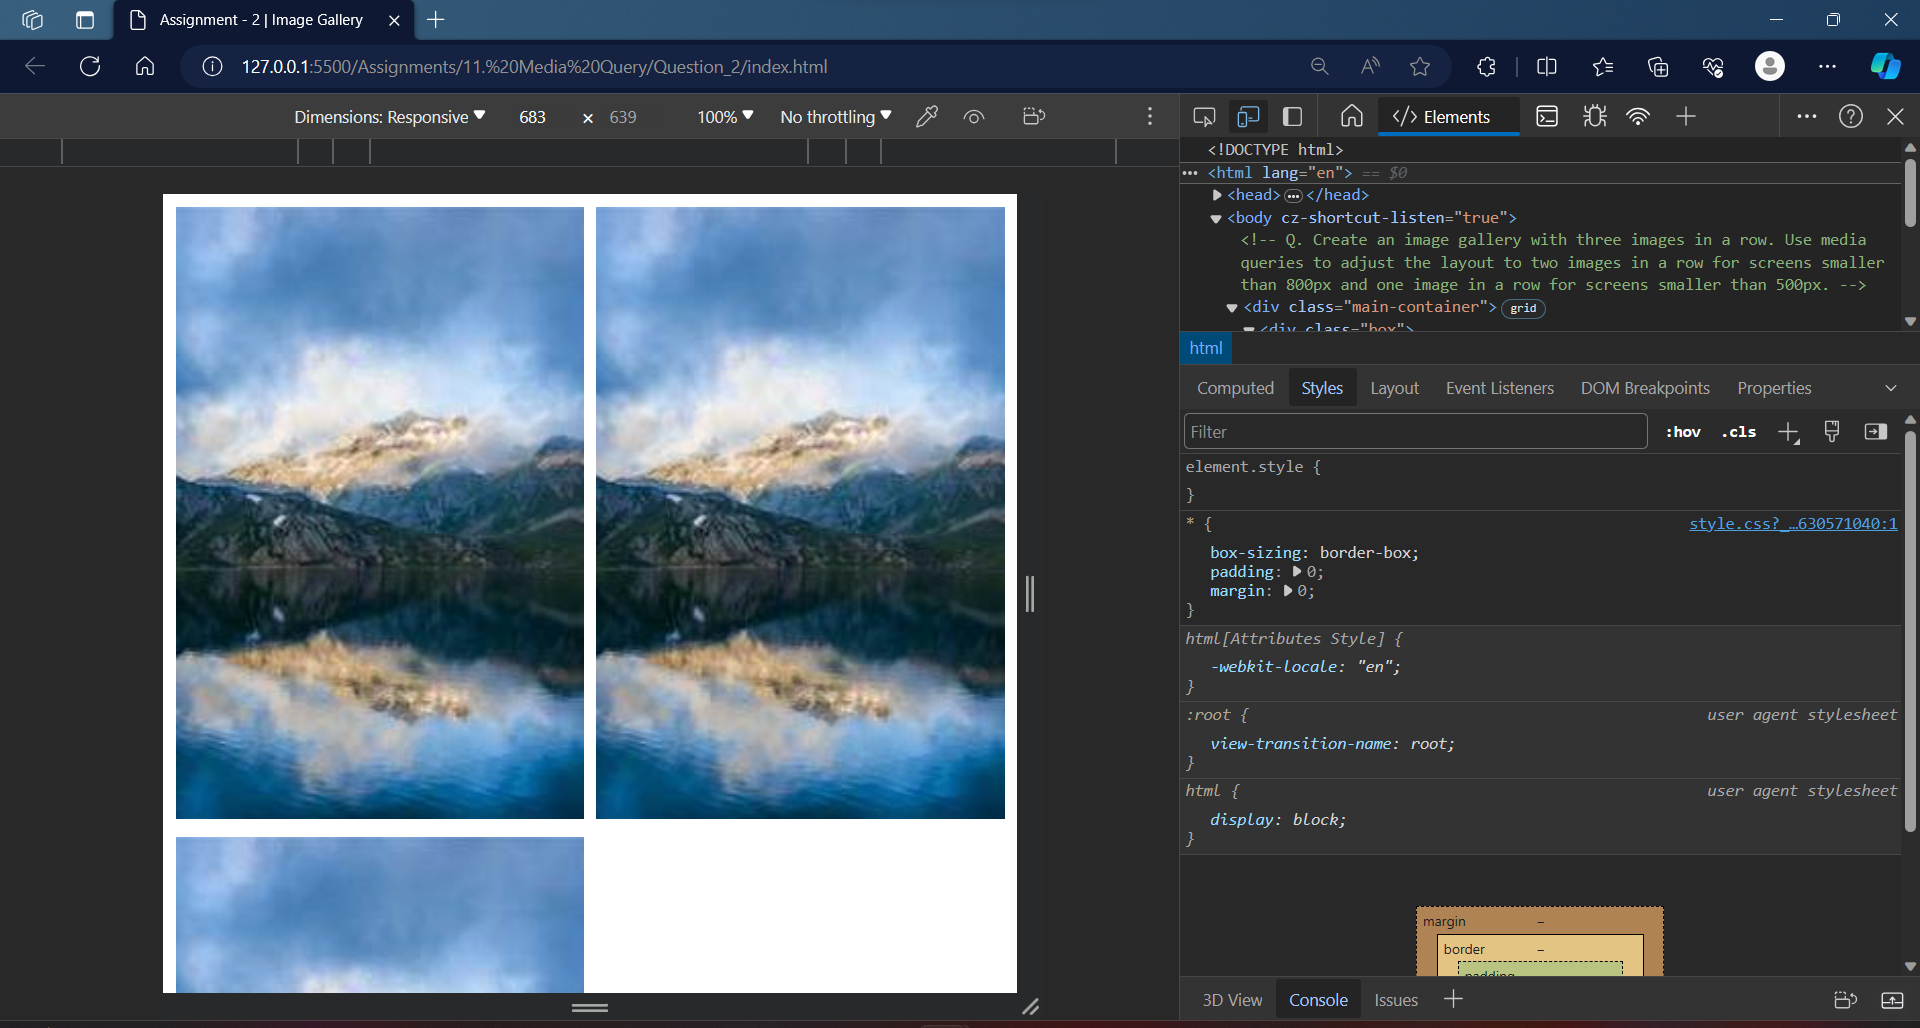 Assignment - 2 | Image Gallery
127.0.0.1:5500/Assignments/11.%20Media%20Query/Question_2/index.html
Dimensions: Responsive 683 × 639 100% No throttling
Elements
<!DOCTYPE html>
<html lang="en"> == $0
<head> </head>
<body cz-shortcut-listen="true">
<!-- Q. Create an image gallery with three images in a row. Use media
queries to adjust the layout to two images in a row for screens smaller
than 800px and one image in a row for screens smaller than 500px. -->
<div class="main-container"> grid
<div class="box">
html
Computed Styles Layout Event Listeners DOM Breakpoints Properties
Filter :hov .cls
element.style {
}
* { style.css?_…630571040:1
box-sizing: border-box;
padding: 0;
margin: 0;
}
html[Attributes Style] {
-webkit-locale: "en";
}
:root { user agent stylesheet
view-transition-name: root;
}
html { user agent stylesheet
display: block;
}
margin –
border –
padding
3D View Console Issues